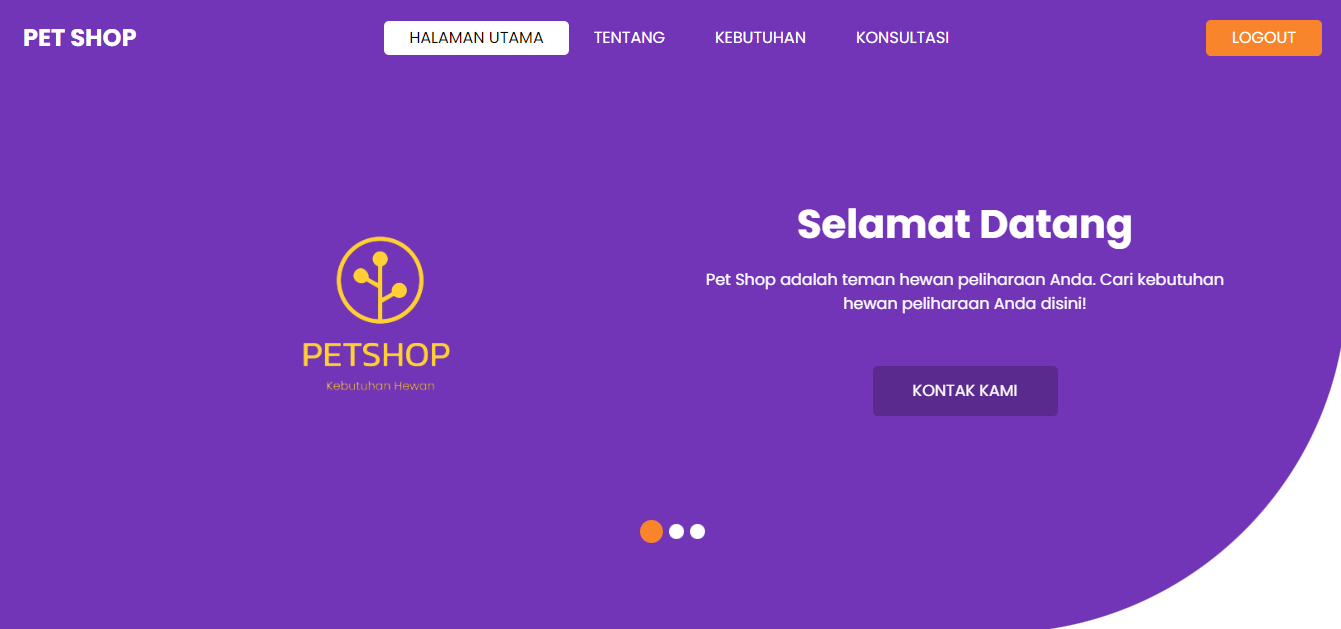 PET SHOP
HALAMAN UTAMA
TENTANG
KEBUTUHAN
KONSULTASI
LOGOUT
PETSHOP
Kebutuhan Hewan
Selamat Datang
Pet Shop adalah teman hewan peliharaan Anda. Cari kebutuhan
hewan peliharaan Anda disini!
KONTAK KAMI